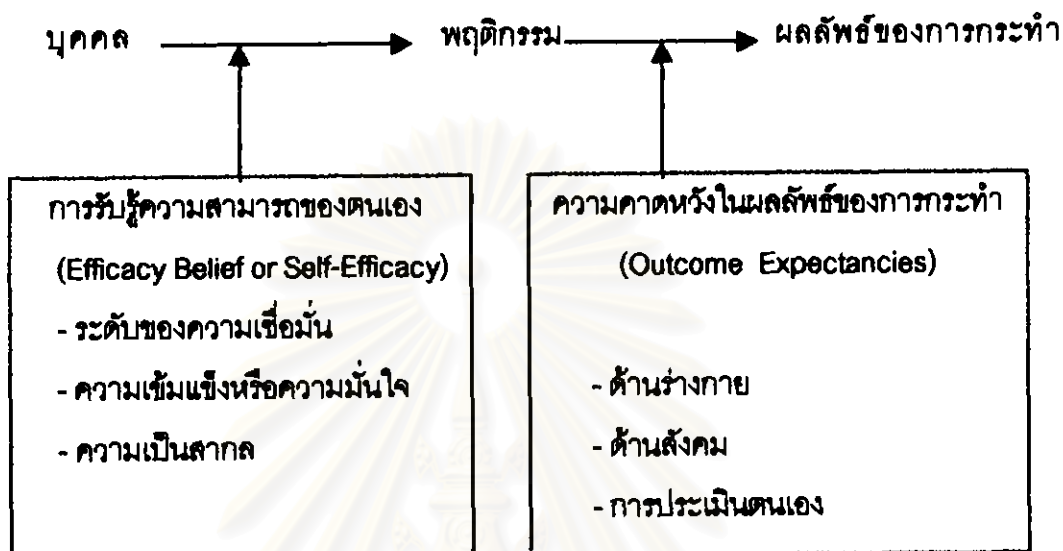 บุคคล พฤติกรรม ผลลัพธ์ของการกระทำ
การรับรู้ความสามารถของตนเอง
(Efficacy Belief or Self-Efficacy)
- ระดับของความเชื่อมั่น
- ความเข้มแข็งหรือความมั่นใจ
- ความเป็นสากล
ความคาดหวังในผลลัพธ์ของการกระทำ
(Outcome Expectancies)
- ด้านร่างกาย
- ด้านสังคม
- การประเมินตนเอง